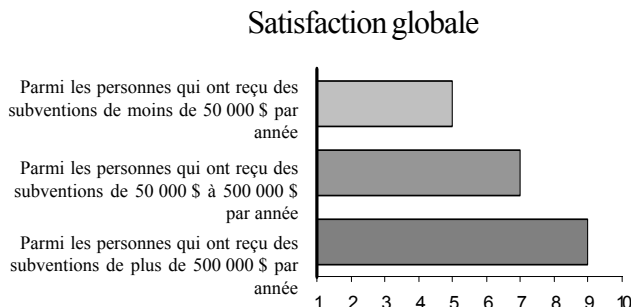 Satisfaction globale
Parmi les personnes qui ont reçu des
subventions de moins de 50 000 $ par
année
Parmi les personnes qui ont reçu des
subventions de 50 000 $ à 500 000 $
par année
Parmi les personnes qui ont reçu des
subventions de plus de 500 000 $ par
année
1 2 3 4 5 6 7 8 9 10